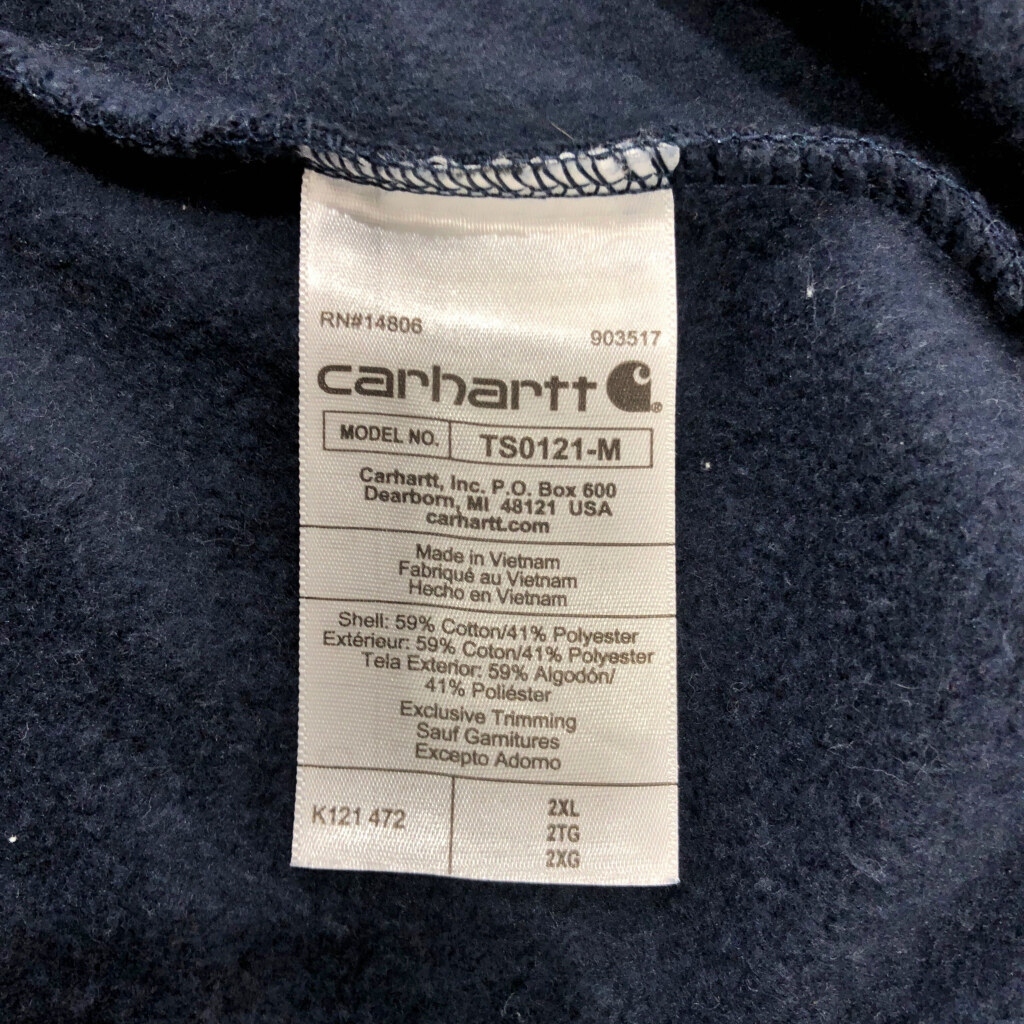 RN#14806
903517
carhartt
MODEL NO. TS0121-M
Carhartt, Inc. P.O. Box 600
Dearborn, MI 48121 USA
carhartt.com
Made in Vietnam
Fabriqué au Vietnam
Hecho en Vietnam
Shell: 59% Cotton/41% Polyester
Extérieur: 59% Coton/41% Polyester
Tela Exterior: 59% Algodón/
41% Poliéster
Exclusive Trimming
Sauf Garnitures
Excepto Adorno
K121 472
2XL
2TG
2XG